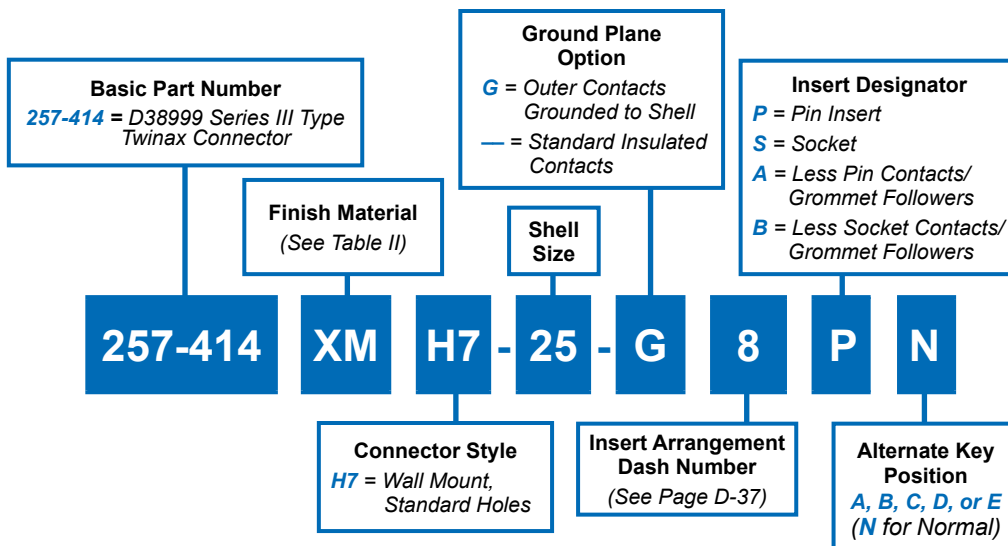 Basic Part Number
257-414 = D38999 Series III Type
Twinax Connector
Finish Material
(See Table II)
Ground Plane
Option
G = Outer Contacts
Grounded to Shell
— = Standard Insulated
Contacts
Shell
Size
Insert Designator
P = Pin Insert
S = Socket
A = Less Pin Contacts/
Grommet Followers
B = Less Socket Contacts/
Grommet Followers
257-414 XM H7 - 25 - G 8 P N
Connector Style
H7 = Wall Mount,
Standard Holes
Insert Arrangement
Dash Number
(See Page D-37)
Alternate Key
Position
A, B, C, D, or E
(N for Normal)